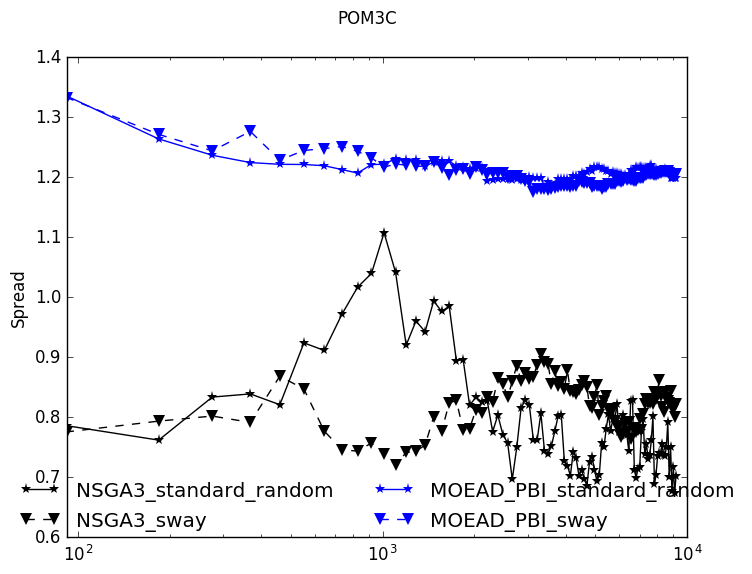 POM3C
1.4
1.3
1.2
1.1
1.0
0.9
0.8
0.7
0.6
Spread
NSGA3_standard_random
MOEAD_PBI_standard_random
NSGA3_sway
MOEAD_PBI_sway
10² 10³ 10⁴